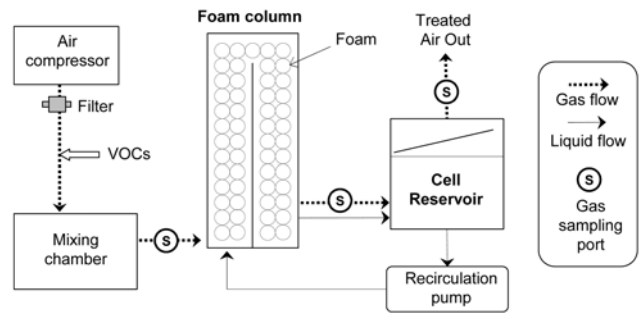 Foam column
Air
compressor
Filter
VOCs
Mixing
chamber
S
Foam
S
Treated
Air Out
S
Cell
Reservoir
Recirculation
pump
Gas flow
Liquid flow
S
Gas
sampling
port